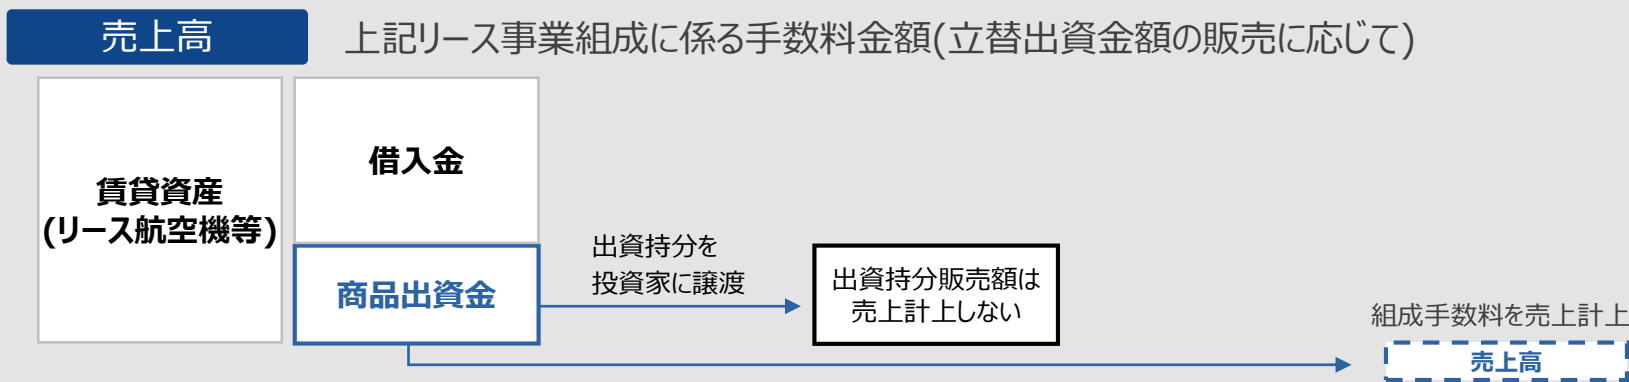 売上高
上記リース事業組成に係る手数料金額(立替出資金額の販売に応じて)
賃貸資産
(リース航空機等)
借入金
商品出資金
出資持分を
投資家に譲渡
出資持分販売額は
売上計上しない
組成手数料を売上計上
売上高